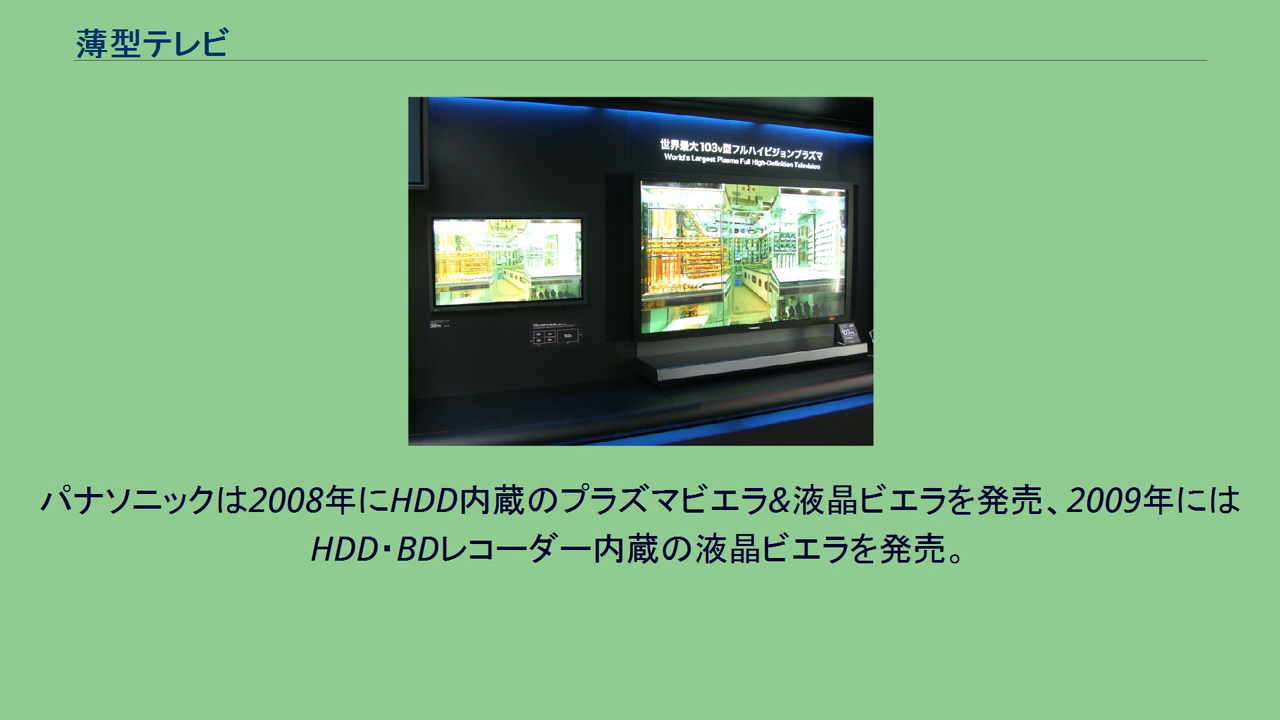 薄型テレビ
世界最大103v型フルハイビジョンプラズマ
World's Largest Plasma Full High-Definition Television
パナソニックは2008年にHDD内蔵のプラズマビエラ&液晶ビエラを発売、2009年には
HDD・BDレコーダー内蔵の液晶ビエラを発売。